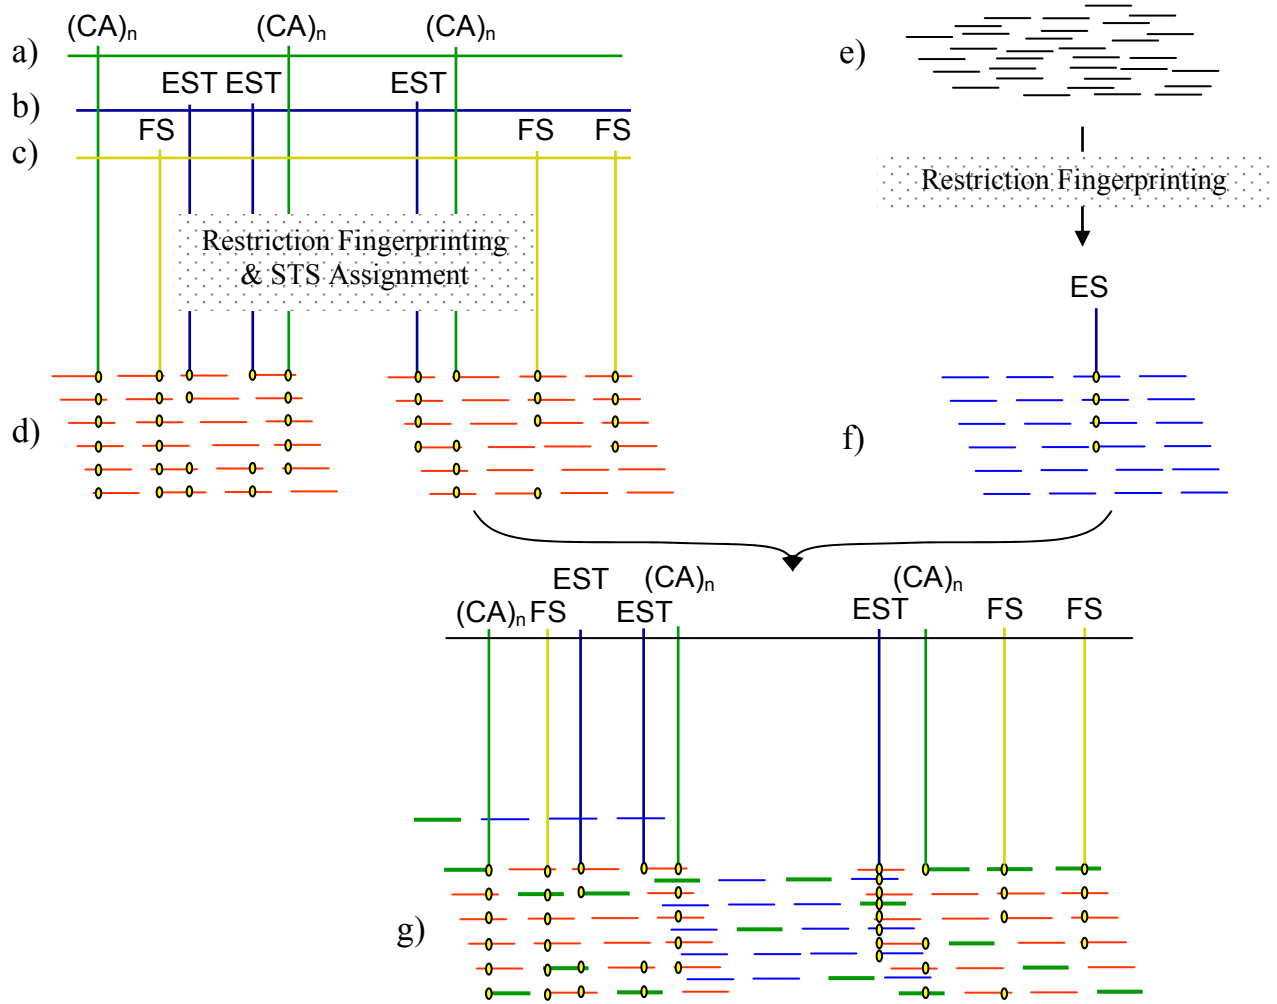 (CA)n (CA)n (CA)n
a)
EST EST EST
b)
FS FS FS
c)
Restriction Fingerprinting
& STS Assignment
d)
e)
Restriction Fingerprinting
ES
f)
EST (CA)n (CA)n
(CA)n FS EST EST FS FS
g)